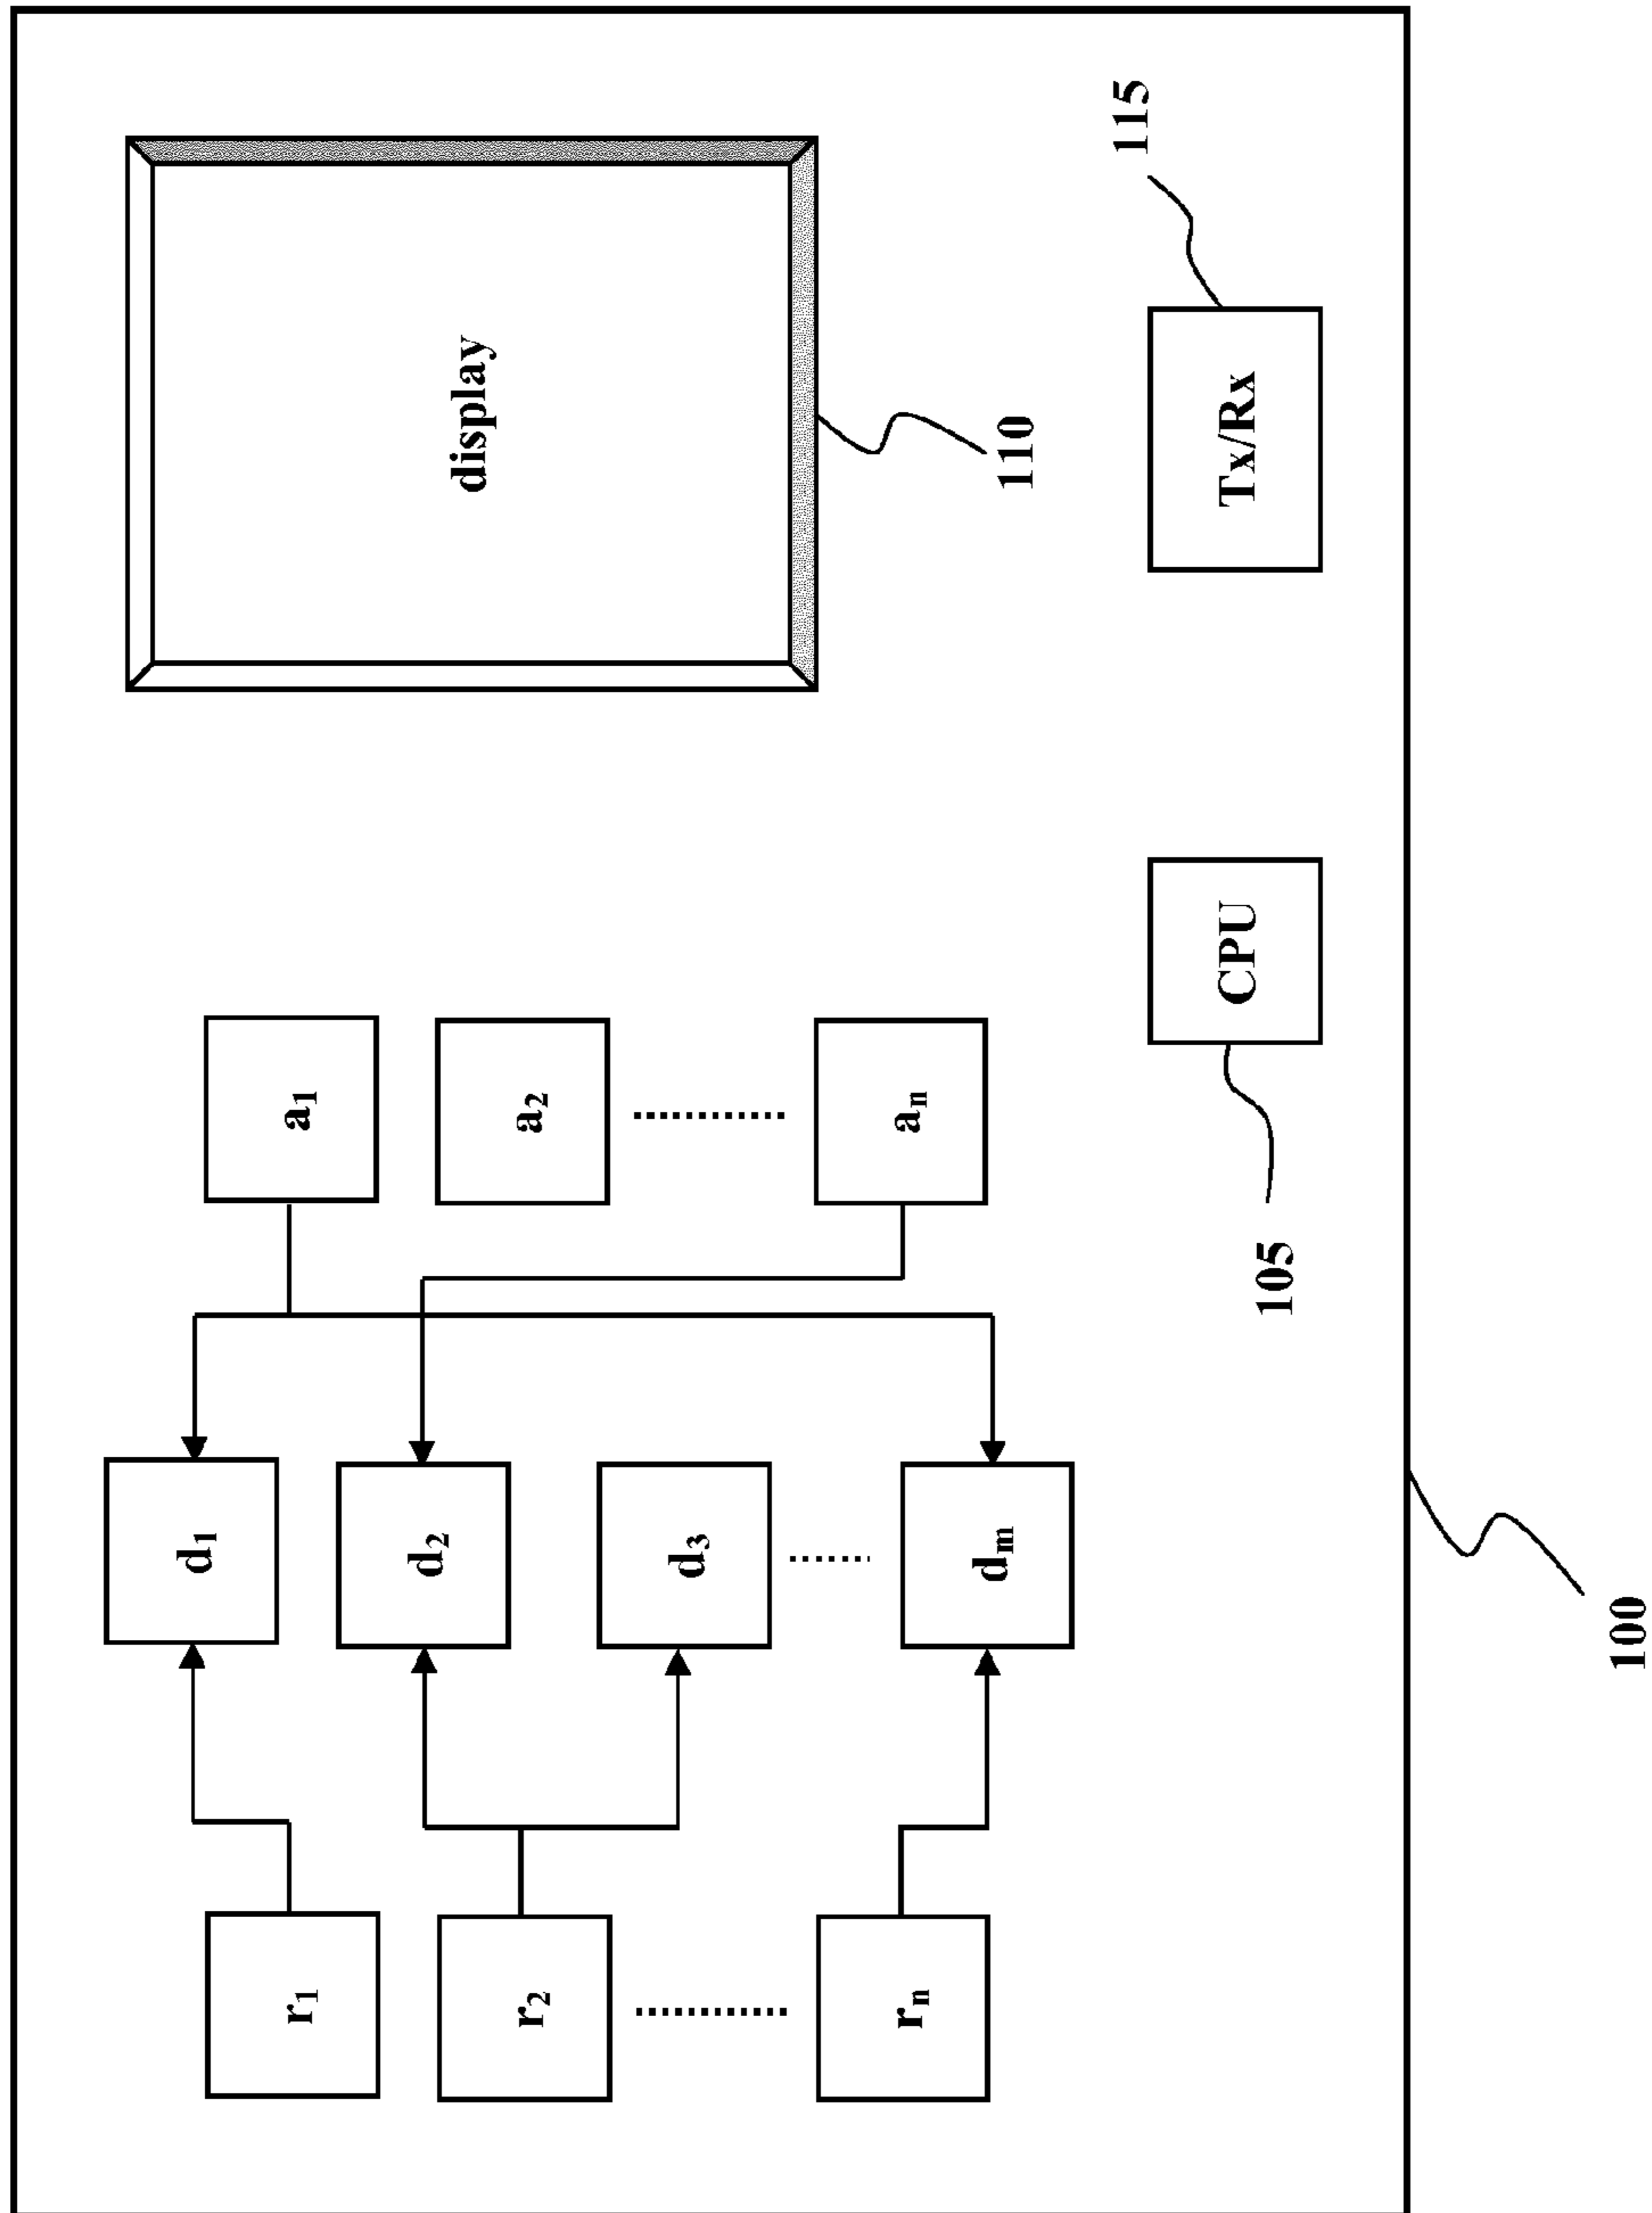 r₁
r₂
rₙ
d₁
d₂
d₃
dₘ
a₁
a₂
aₙ
display
110
CPU
105
Tx/Rx
115
100